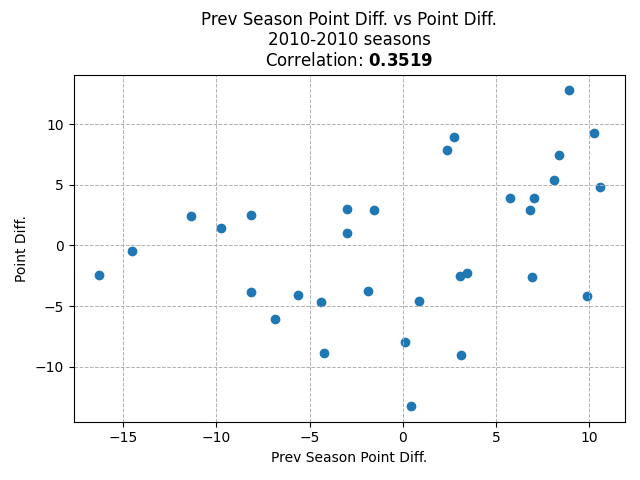 Prev Season Point Diff. vs Point Diff.
2010-2010 seasons
Correlation: 0.3519
10
5
0
−5
−10
Point Diff.
−15
−10
−5
0
5
10
Prev Season Point Diff.